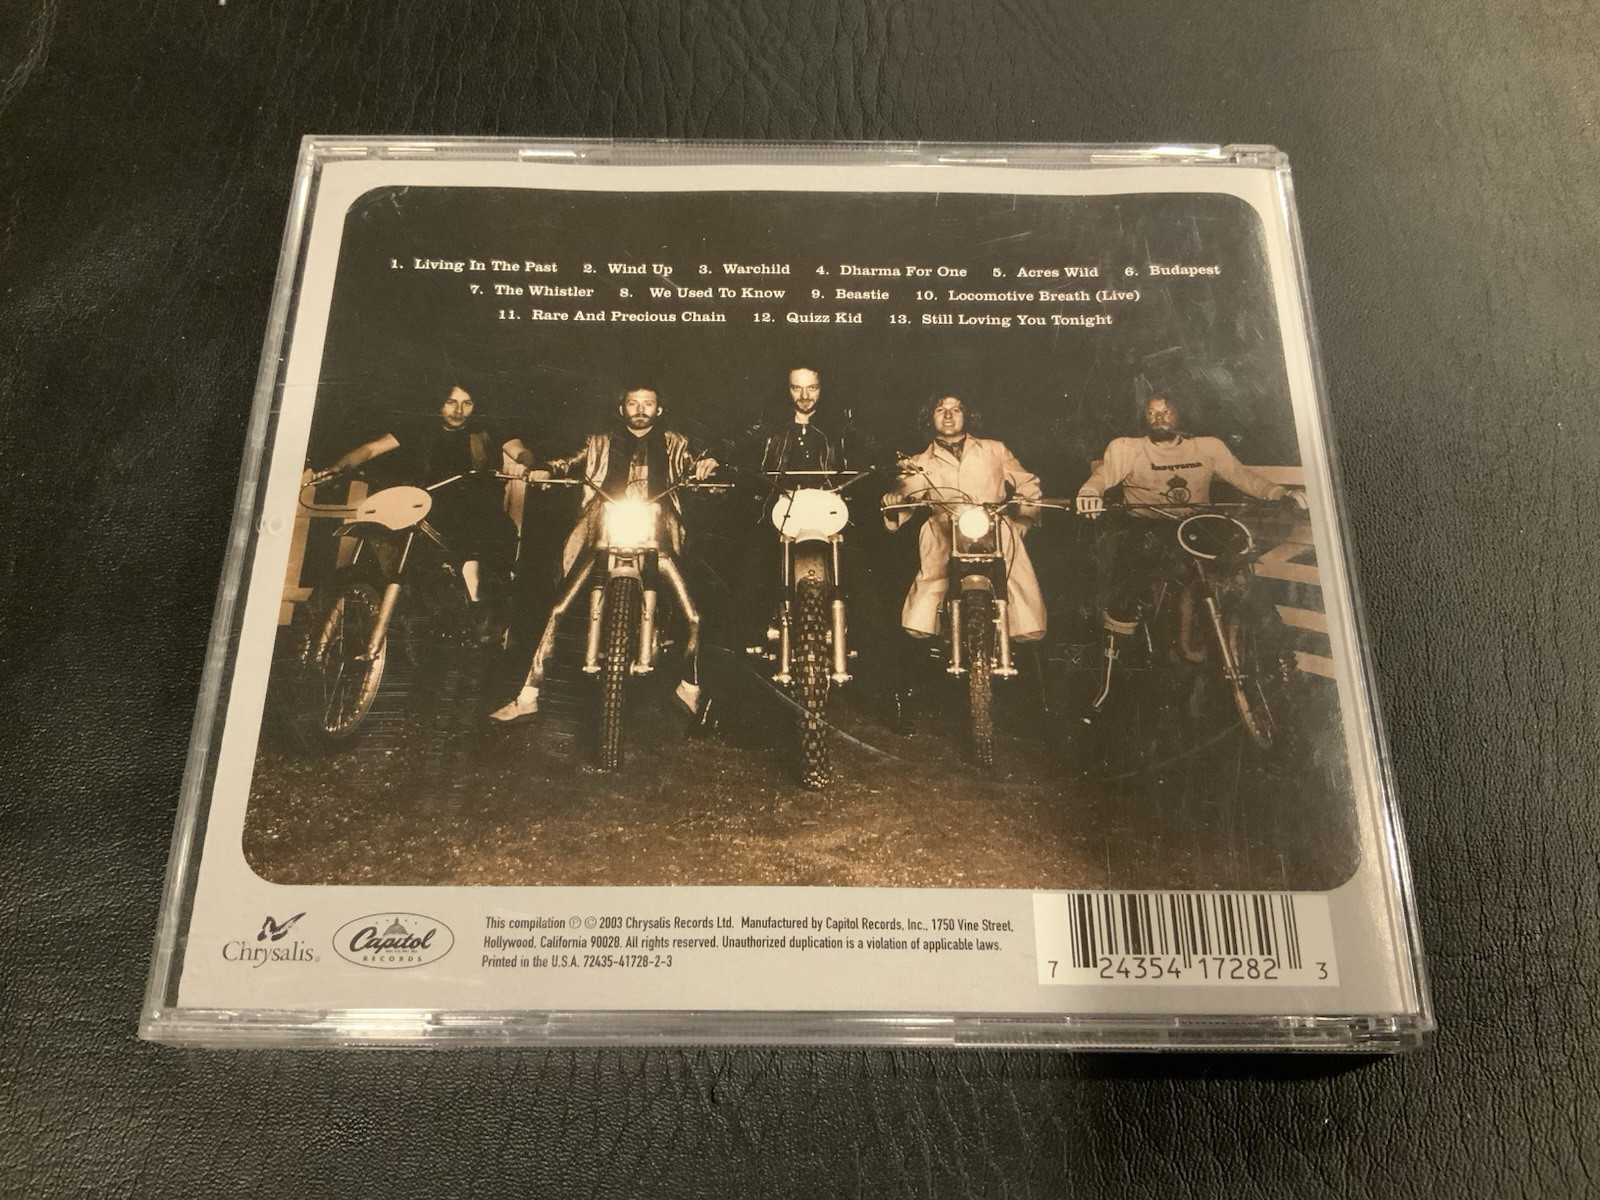 1. Living In The Past 2. Wind Up 3. Warchild 4. Dharma For One 5. Acres Wild 6. Budapest
7. The Whistler 8. We Used To Know 9. Beastie 10. Locomotive Breath (Live)
11. Rare And Precious Chain 12. Quizz Kid 13. Still Loving You Tonight
Husqvarna
Chrysalis®
Capitol
RECORDS
This compilation ℗ © 2003 Chrysalis Records Ltd. Manufactured by Capitol Records, Inc., 1750 Vine Street,
Hollywood, California 90028. All rights reserved. Unauthorized duplication is a violation of applicable laws.
Printed in the U.S.A. 72435-41728-2-3
7 24354 17282 3